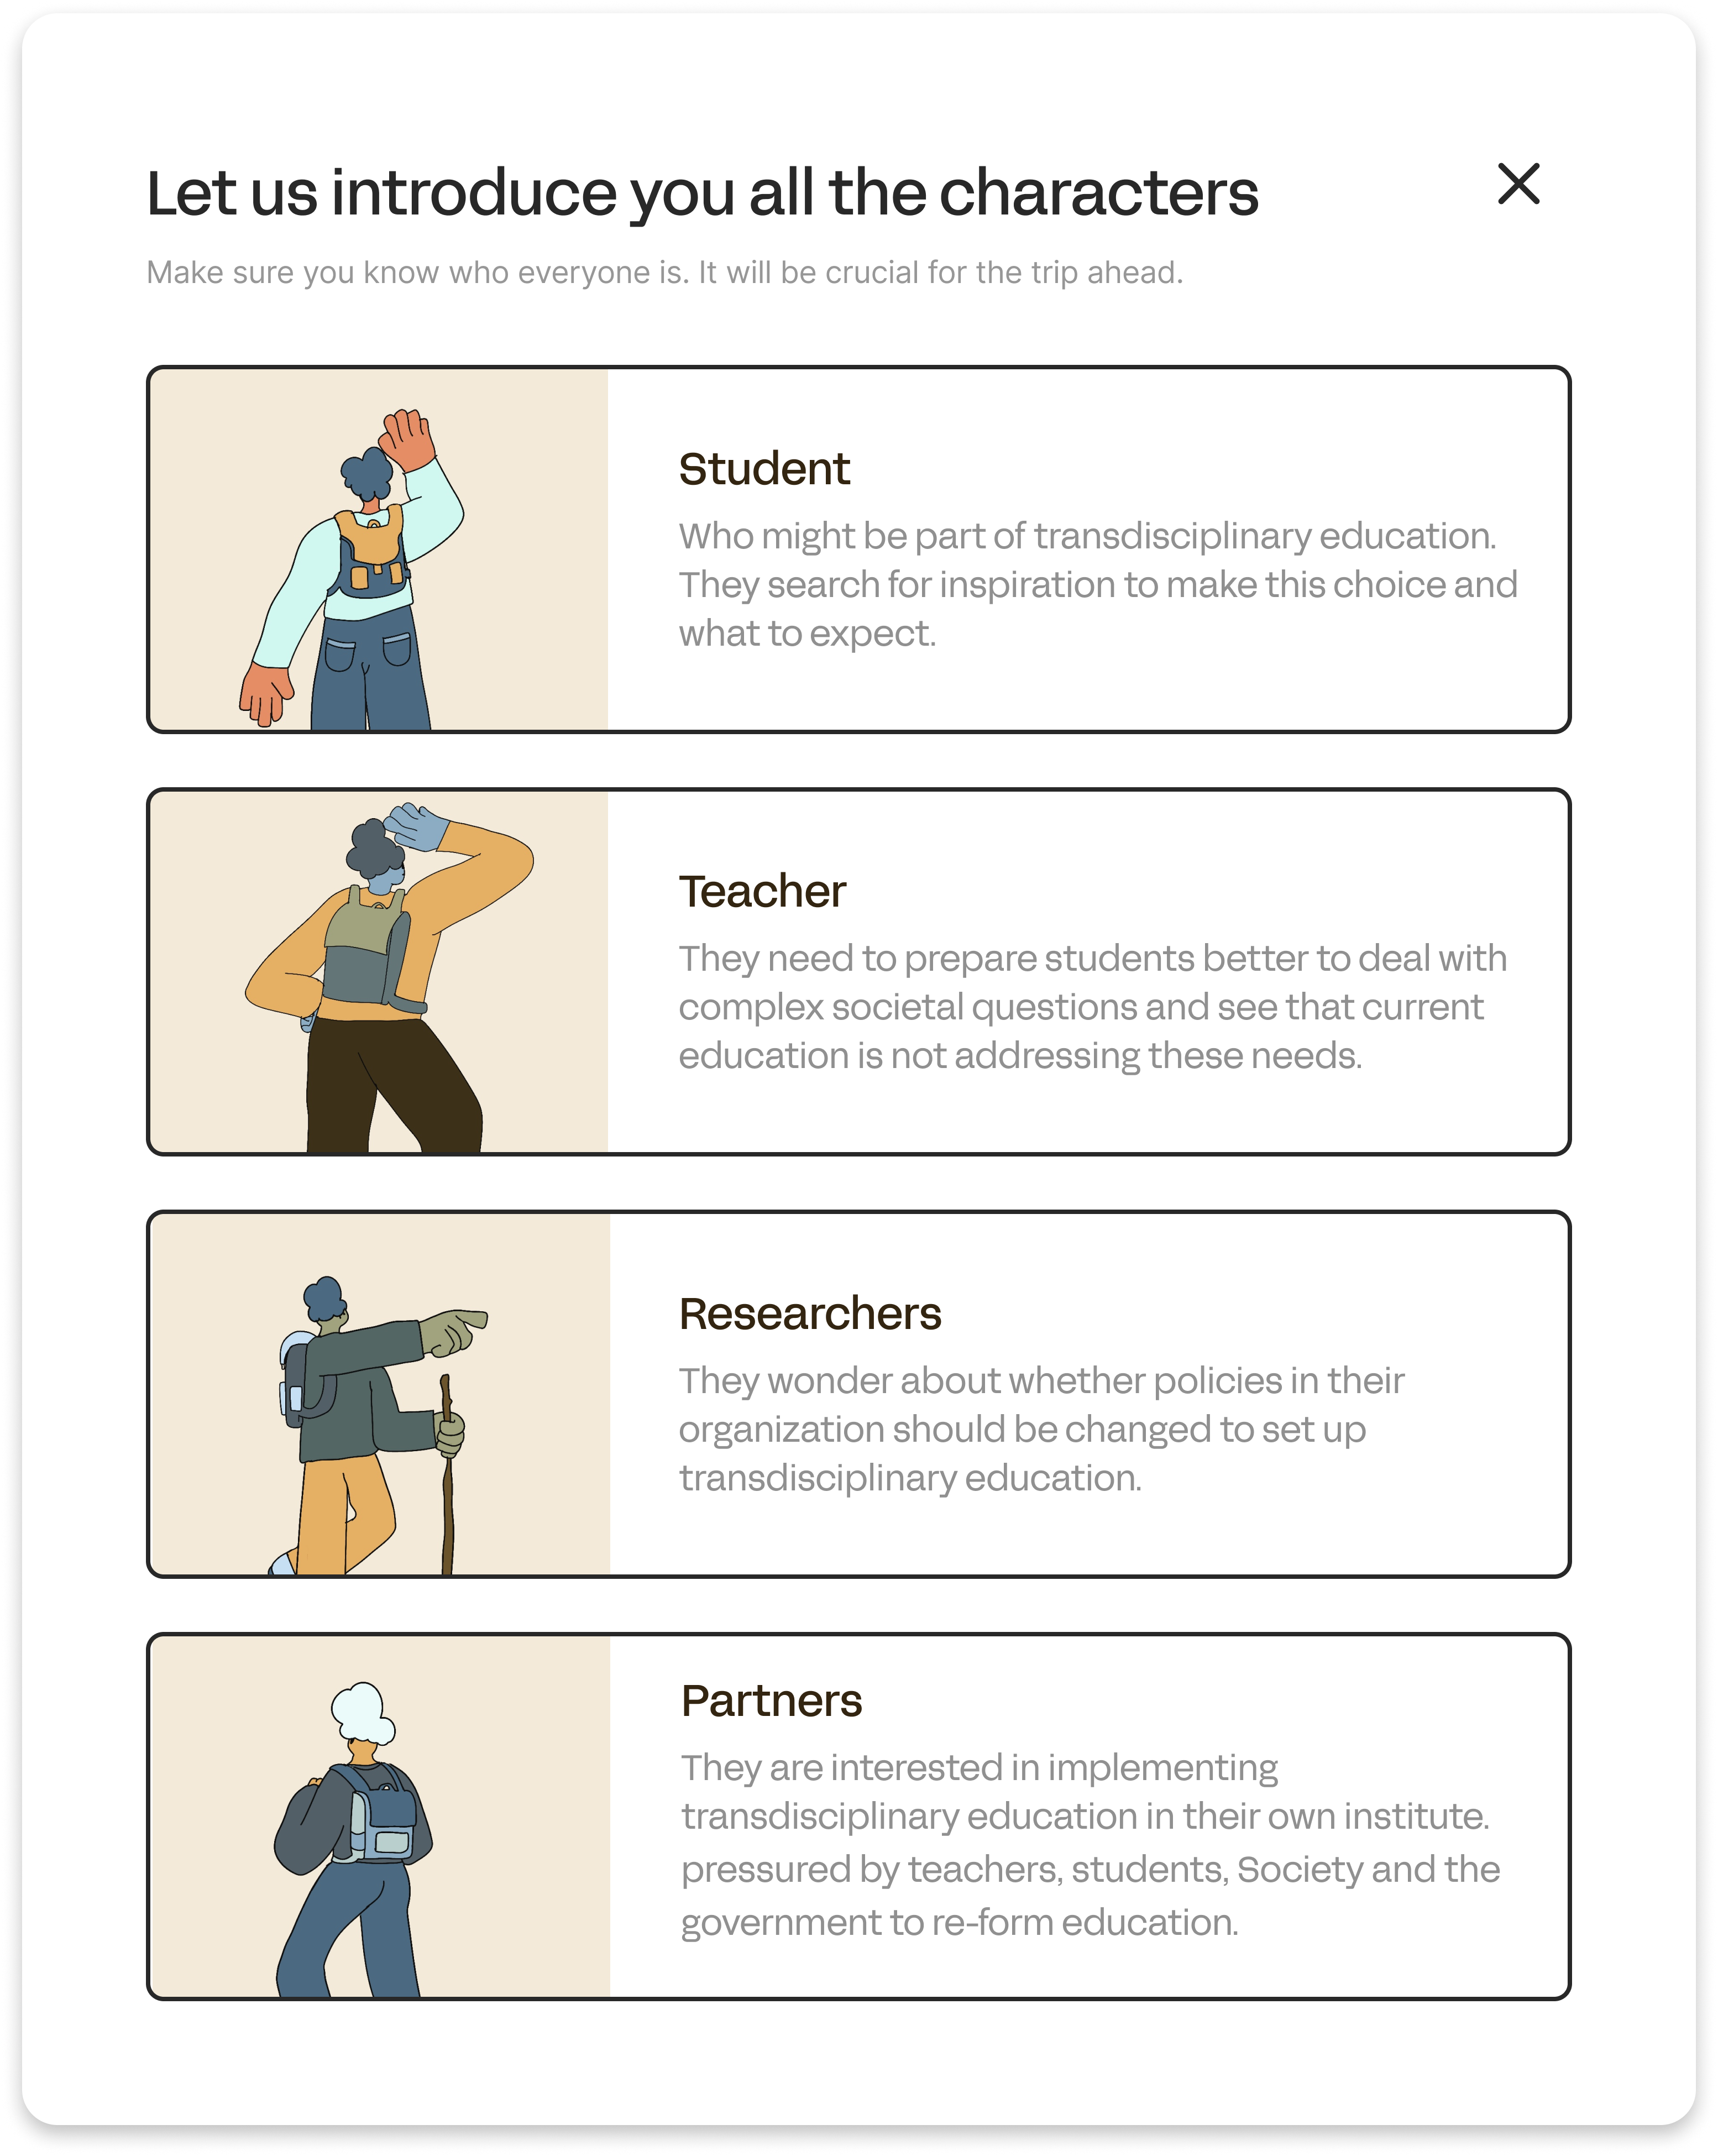 Let us introduce you all the characters
Make sure you know who everyone is. It will be crucial for the trip ahead.
Student
Who might be part of transdisciplinary education.
They search for inspiration to make this choice and
what to expect.
Teacher
They need to prepare students better to deal with
complex societal questions and see that current
education is not addressing these needs.
Researchers
They wonder about whether policies in their
organization should be changed to set up
transdisciplinary education.
Partners
They are interested in implementing
transdisciplinary education in their own institute.
pressured by teachers, students, Society and the
government to re-form education.